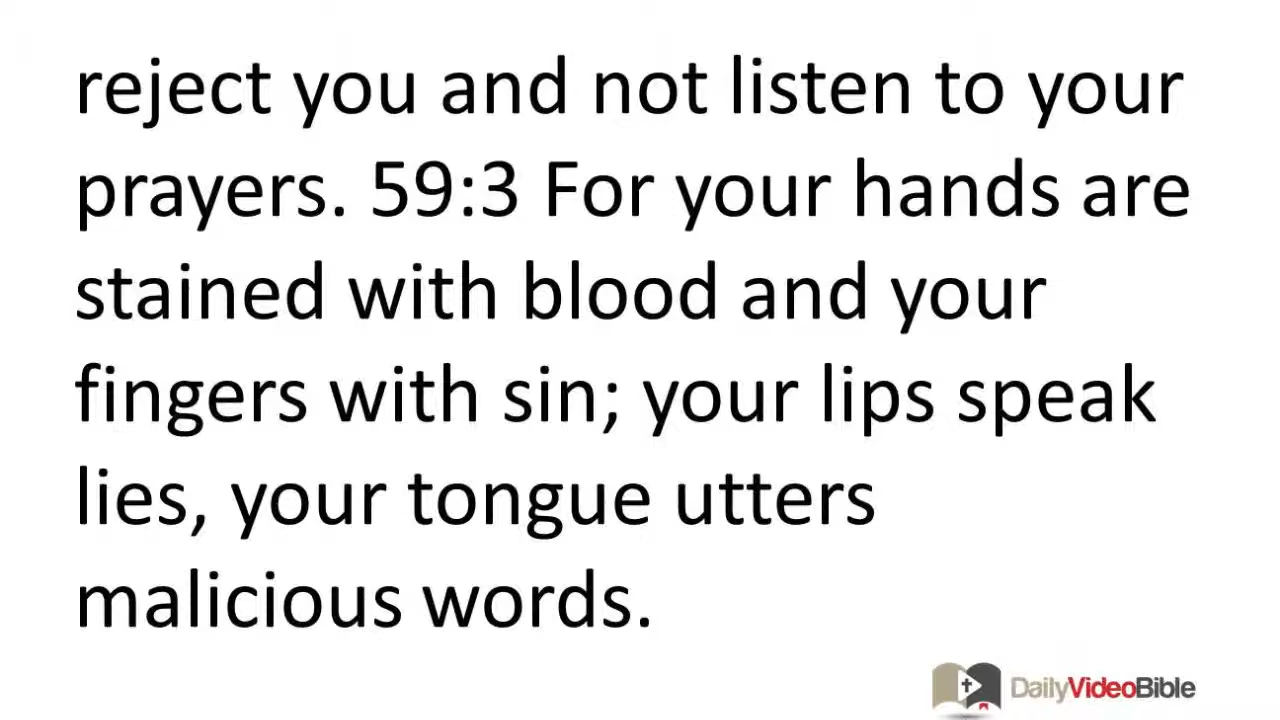 reject you and not listen to your
prayers. 59:3 For your hands are
stained with blood and your
fingers with sin; your lips speak
lies, your tongue utters
malicious words.
DailyVideoBible